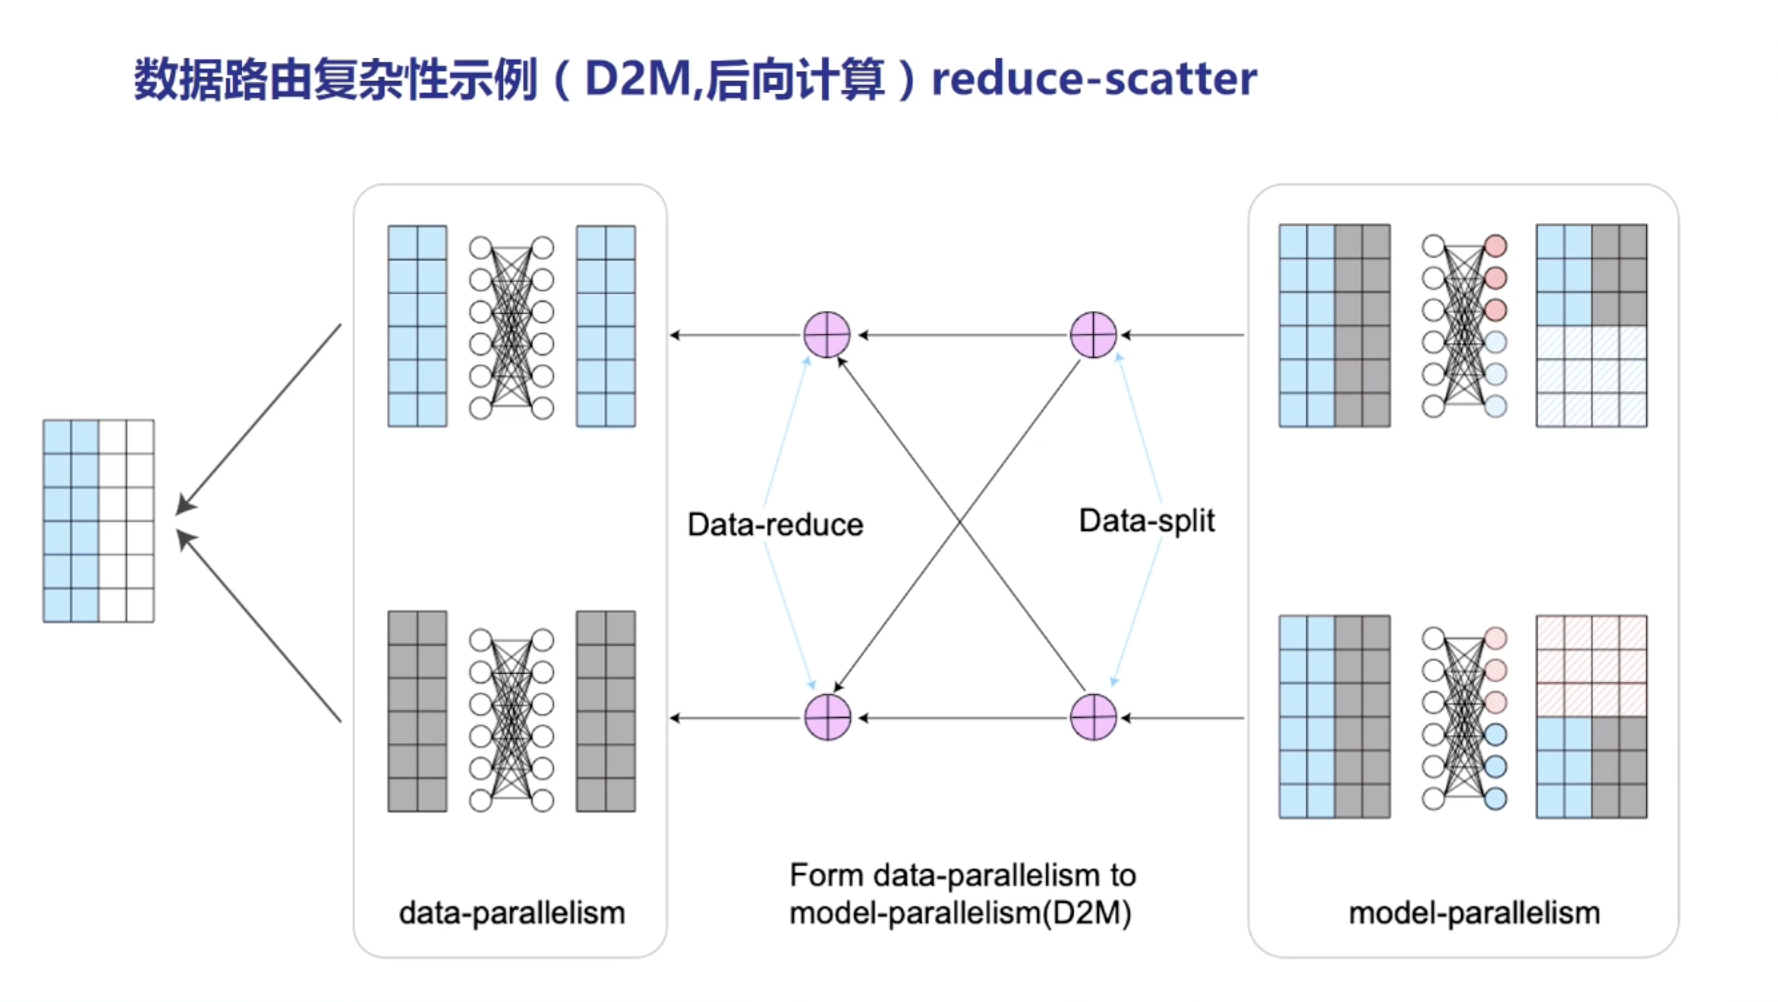 数据路由复杂性示例（D2M,后向计算）reduce-scatter
Data-reduce
Data-split
data-parallelism
Form data-parallelism to
model-parallelism(D2M)
model-parallelism